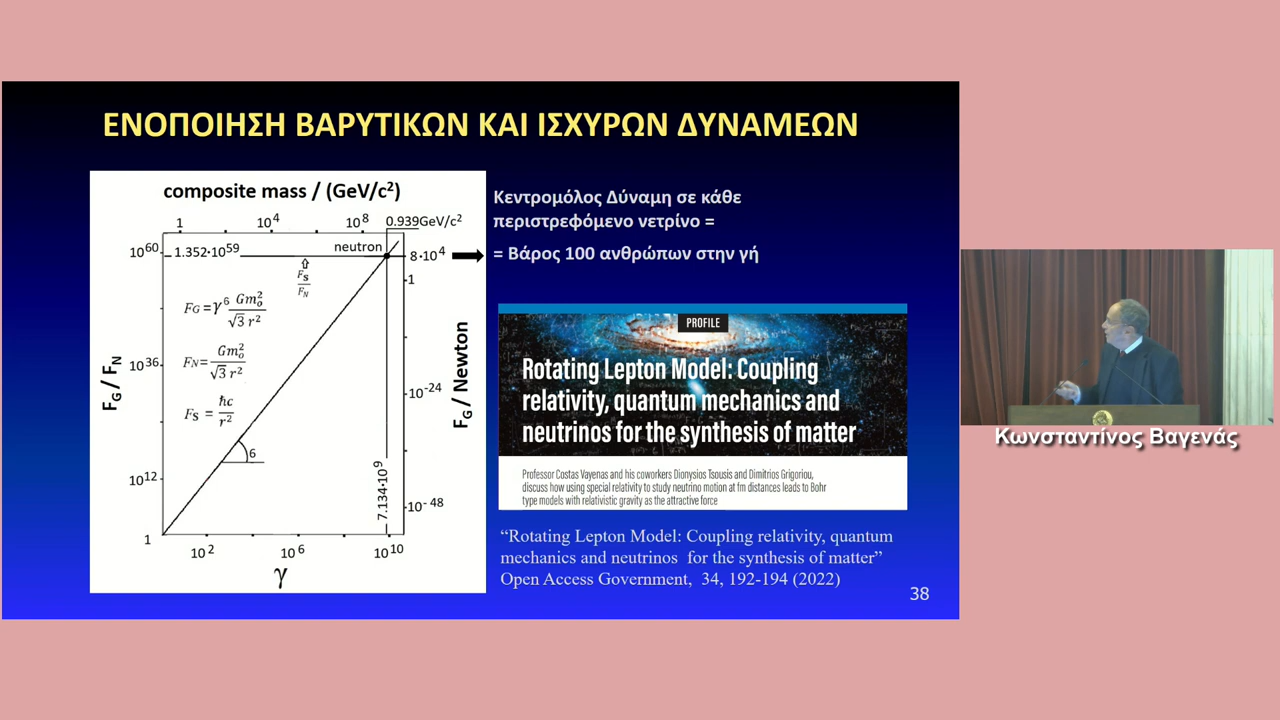 ΕΝΟΠΟΙΗΣΗ ΒΑΡΥΤΙΚΩΝ ΚΑΙ ΙΣΧΥΡΩΝ ΔΥΝΑΜΕΩΝ
composite mass / (GeV/c²)
1 10⁴ 10⁸ 0.939GeV/c²
10⁶⁰ 1.352·10⁵⁹ neutron 8·10⁴
F_S/F_N
1
F_G = γ⁶ Gm_o²/√3 r²
F_N = Gm_o²/√3 r²
F_S = ħc/r²
10³⁶
10⁻²⁴
F_G / F_N
F_G / Newton
6
10¹²
7.134·10⁹
10⁻⁴⁸
1
10² 10⁶ 10¹⁰
γ
Κεντρομόλος Δύναμη σε κάθε
περιστρεφόμενο νετρίνο =
= Βάρος 100 ανθρώπων στην γή
PROFILE
Rotating Lepton Model: Coupling
relativity, quantum mechanics and
neutrinos for the synthesis of matter
Professor Costas Vayenas and his coworkers Dionysios Tsousis and Dimitrios Grigoriou,
discuss how using special relativity to study neutrino motion at fm distances leads to Bohr
type models with relativistic gravity as the attractive force
“Rotating Lepton Model: Coupling relativity, quantum
mechanics and neutrinos for the synthesis of matter”
Open Access Government, 34, 192-194 (2022)
38
Κωνσταντίνος Βαγενάς